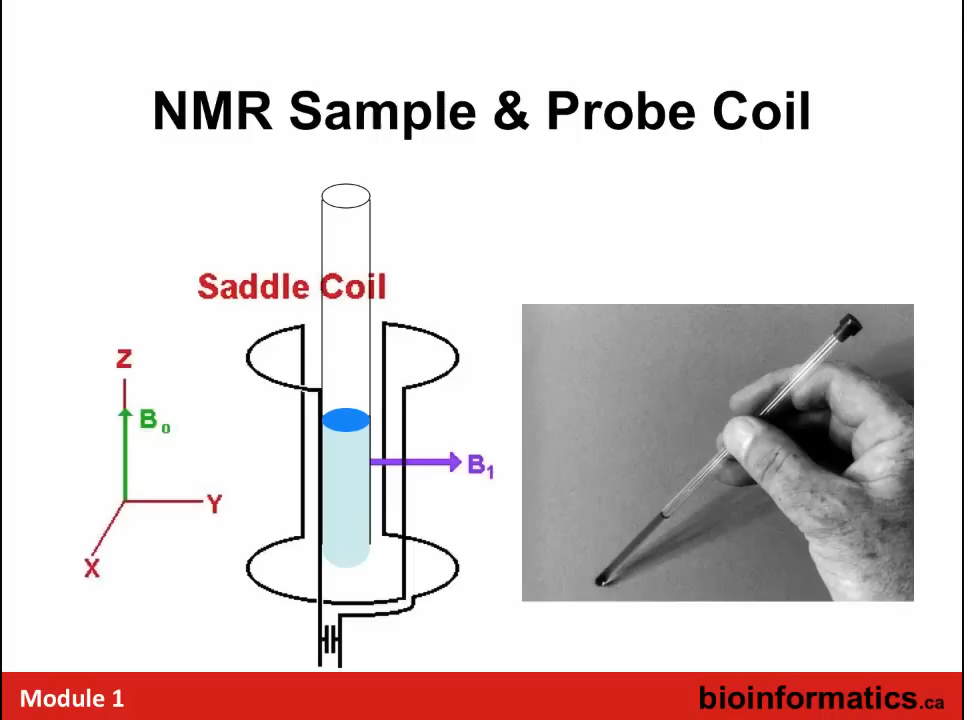 NMR Sample & Probe Coil
Saddle Coil
Z
B₀
Y
X
B₁
Module 1
bioinformatics.ca